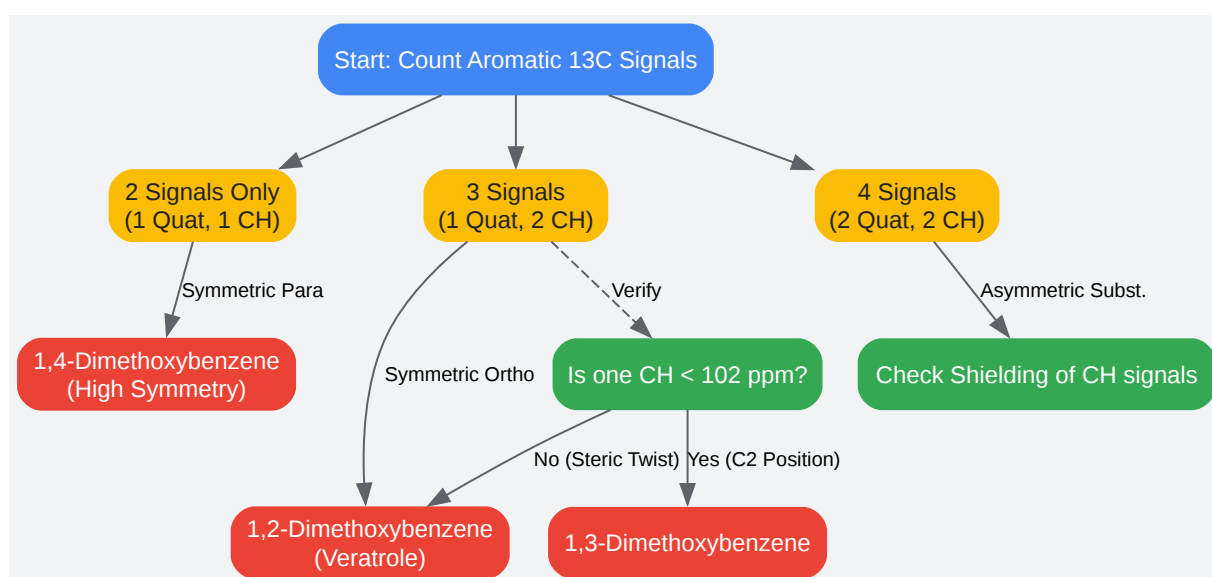 Start: Count Aromatic 13C Signals
2 Signals Only
(1 Quat, 1 CH)
3 Signals
(1 Quat, 2 CH)
4 Signals
(2 Quat, 2 CH)
Symmetric Para
Verify
Asymmetric Subst.
1,4-Dimethoxybenzene
(High Symmetry)
Symmetric Ortho
Is one CH < 102 ppm?
Check Shielding of CH signals
No (Steric Twist)
Yes (C2 Position)
1,2-Dimethoxybenzene
(Veratrole)
1,3-Dimethoxybenzene